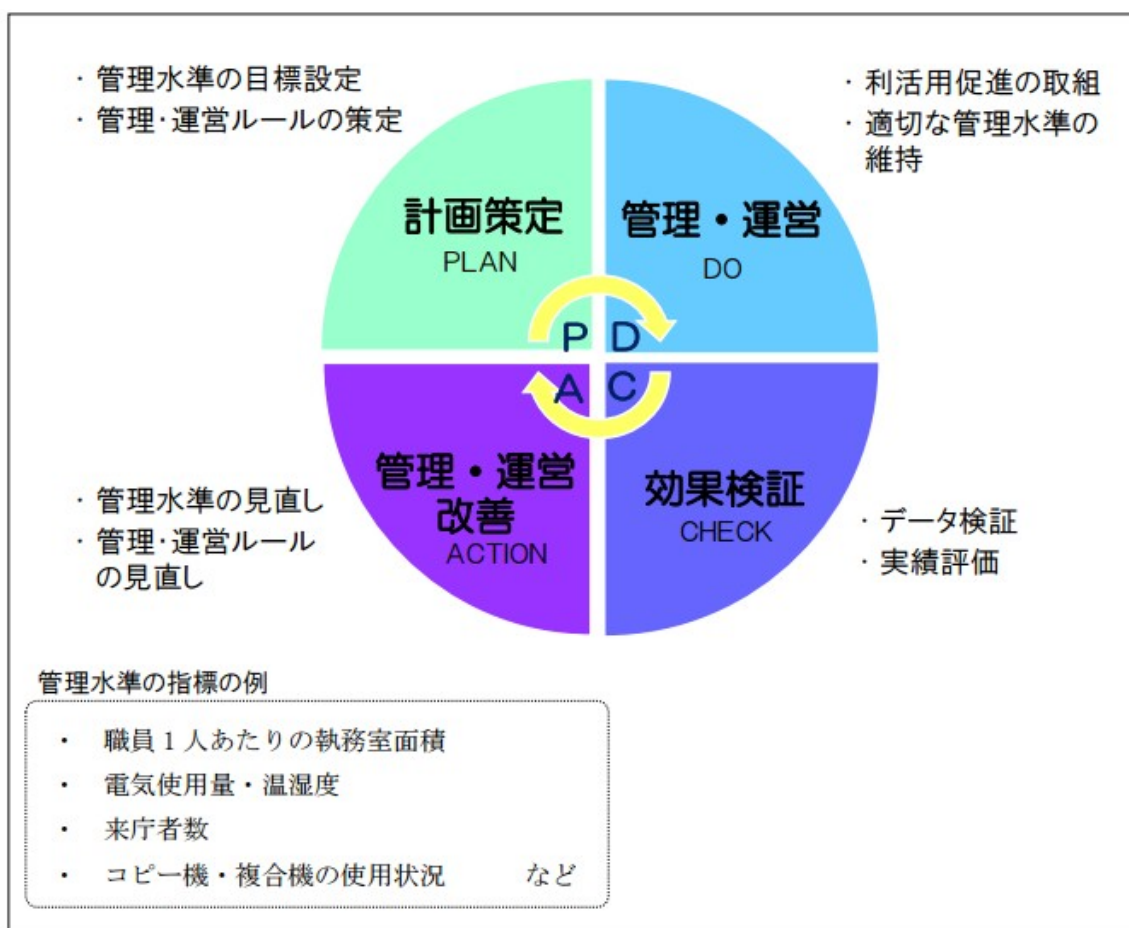 ・管理水準の目標設定
・管理・運営ルールの策定
・利活用促進の取組
・適切な管理水準の
維持
計画策定
PLAN
管理・運営
DO
P D
A C
管理・運営
改善
ACTION
効果検証
CHECK
・管理水準の見直し
・管理・運営ルール
の見直し
・データ検証
・実績評価
管理水準の指標の例
・ 職員1人あたりの執務室面積
・ 電気使用量・温湿度
・ 来庁者数
・ コピー機・複合機の使用状況 など